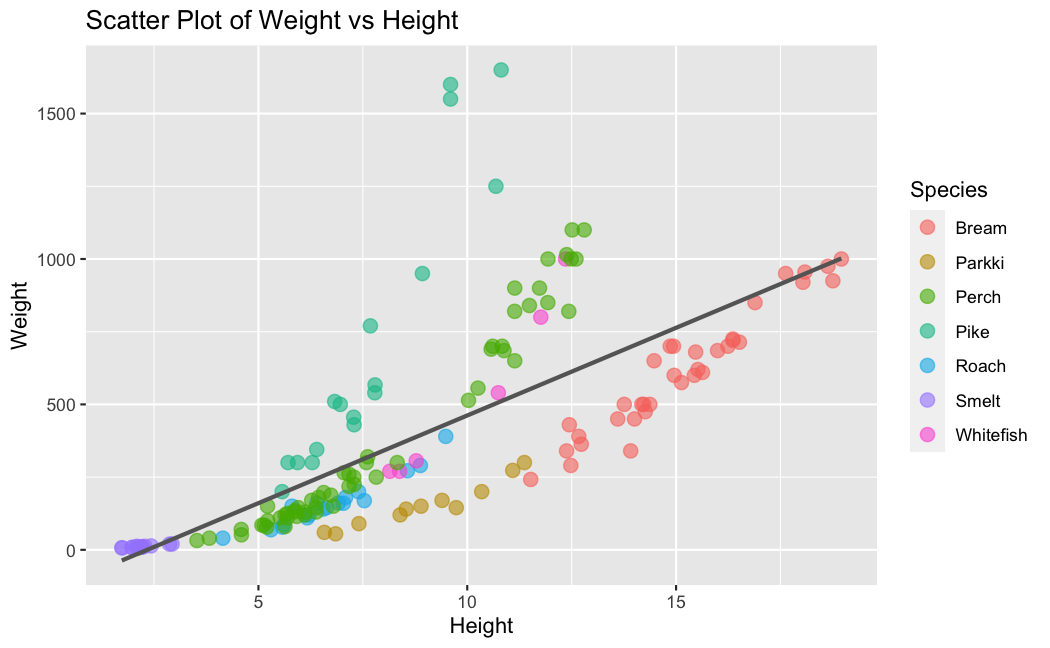 Scatter Plot of Weight vs Height
Weight
1500
1000
500
0
5 10 15
Height
Species
Bream
Parkki
Perch
Pike
Roach
Smelt
Whitefish